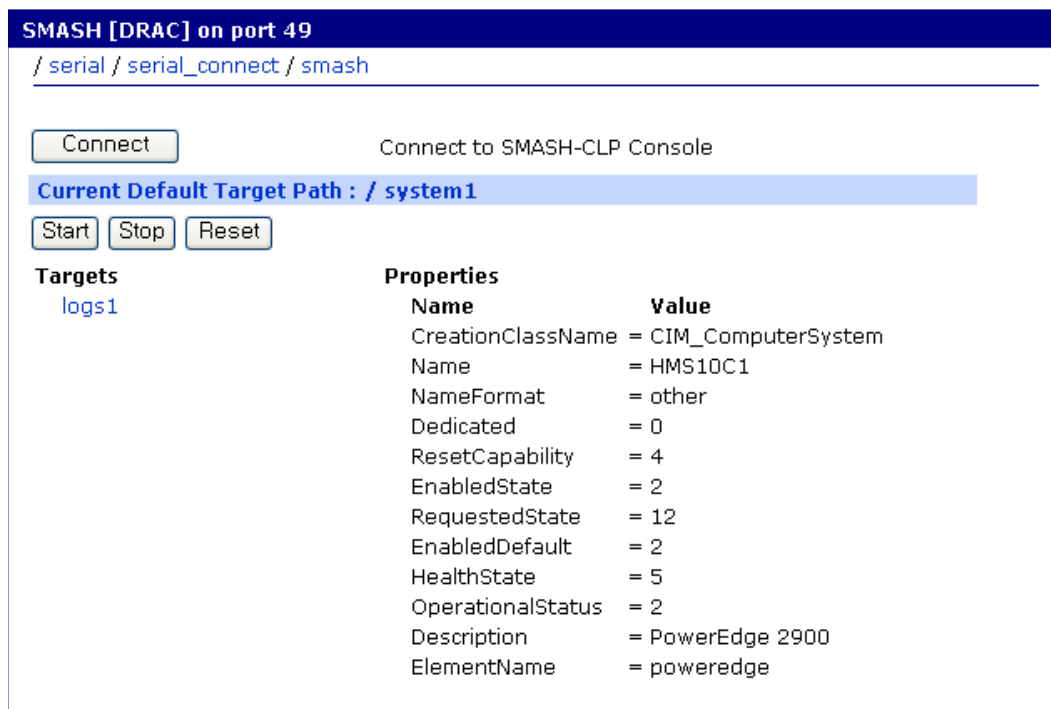 SMASH [DRAC] on port 49
/ serial / serial_connect / smash
Connect Connect to SMASH-CLP Console
Current Default Target Path : / system1
Start Stop Reset
Targets Properties
logs1 Name Value
CreationClassName = CIM_ComputerSystem
Name = HMS10C1
NameFormat = other
Dedicated = 0
ResetCapability = 4
EnabledState = 2
RequestedState = 12
EnabledDefault = 2
HealthState = 5
OperationalStatus = 2
Description = PowerEdge 2900
ElementName = poweredge